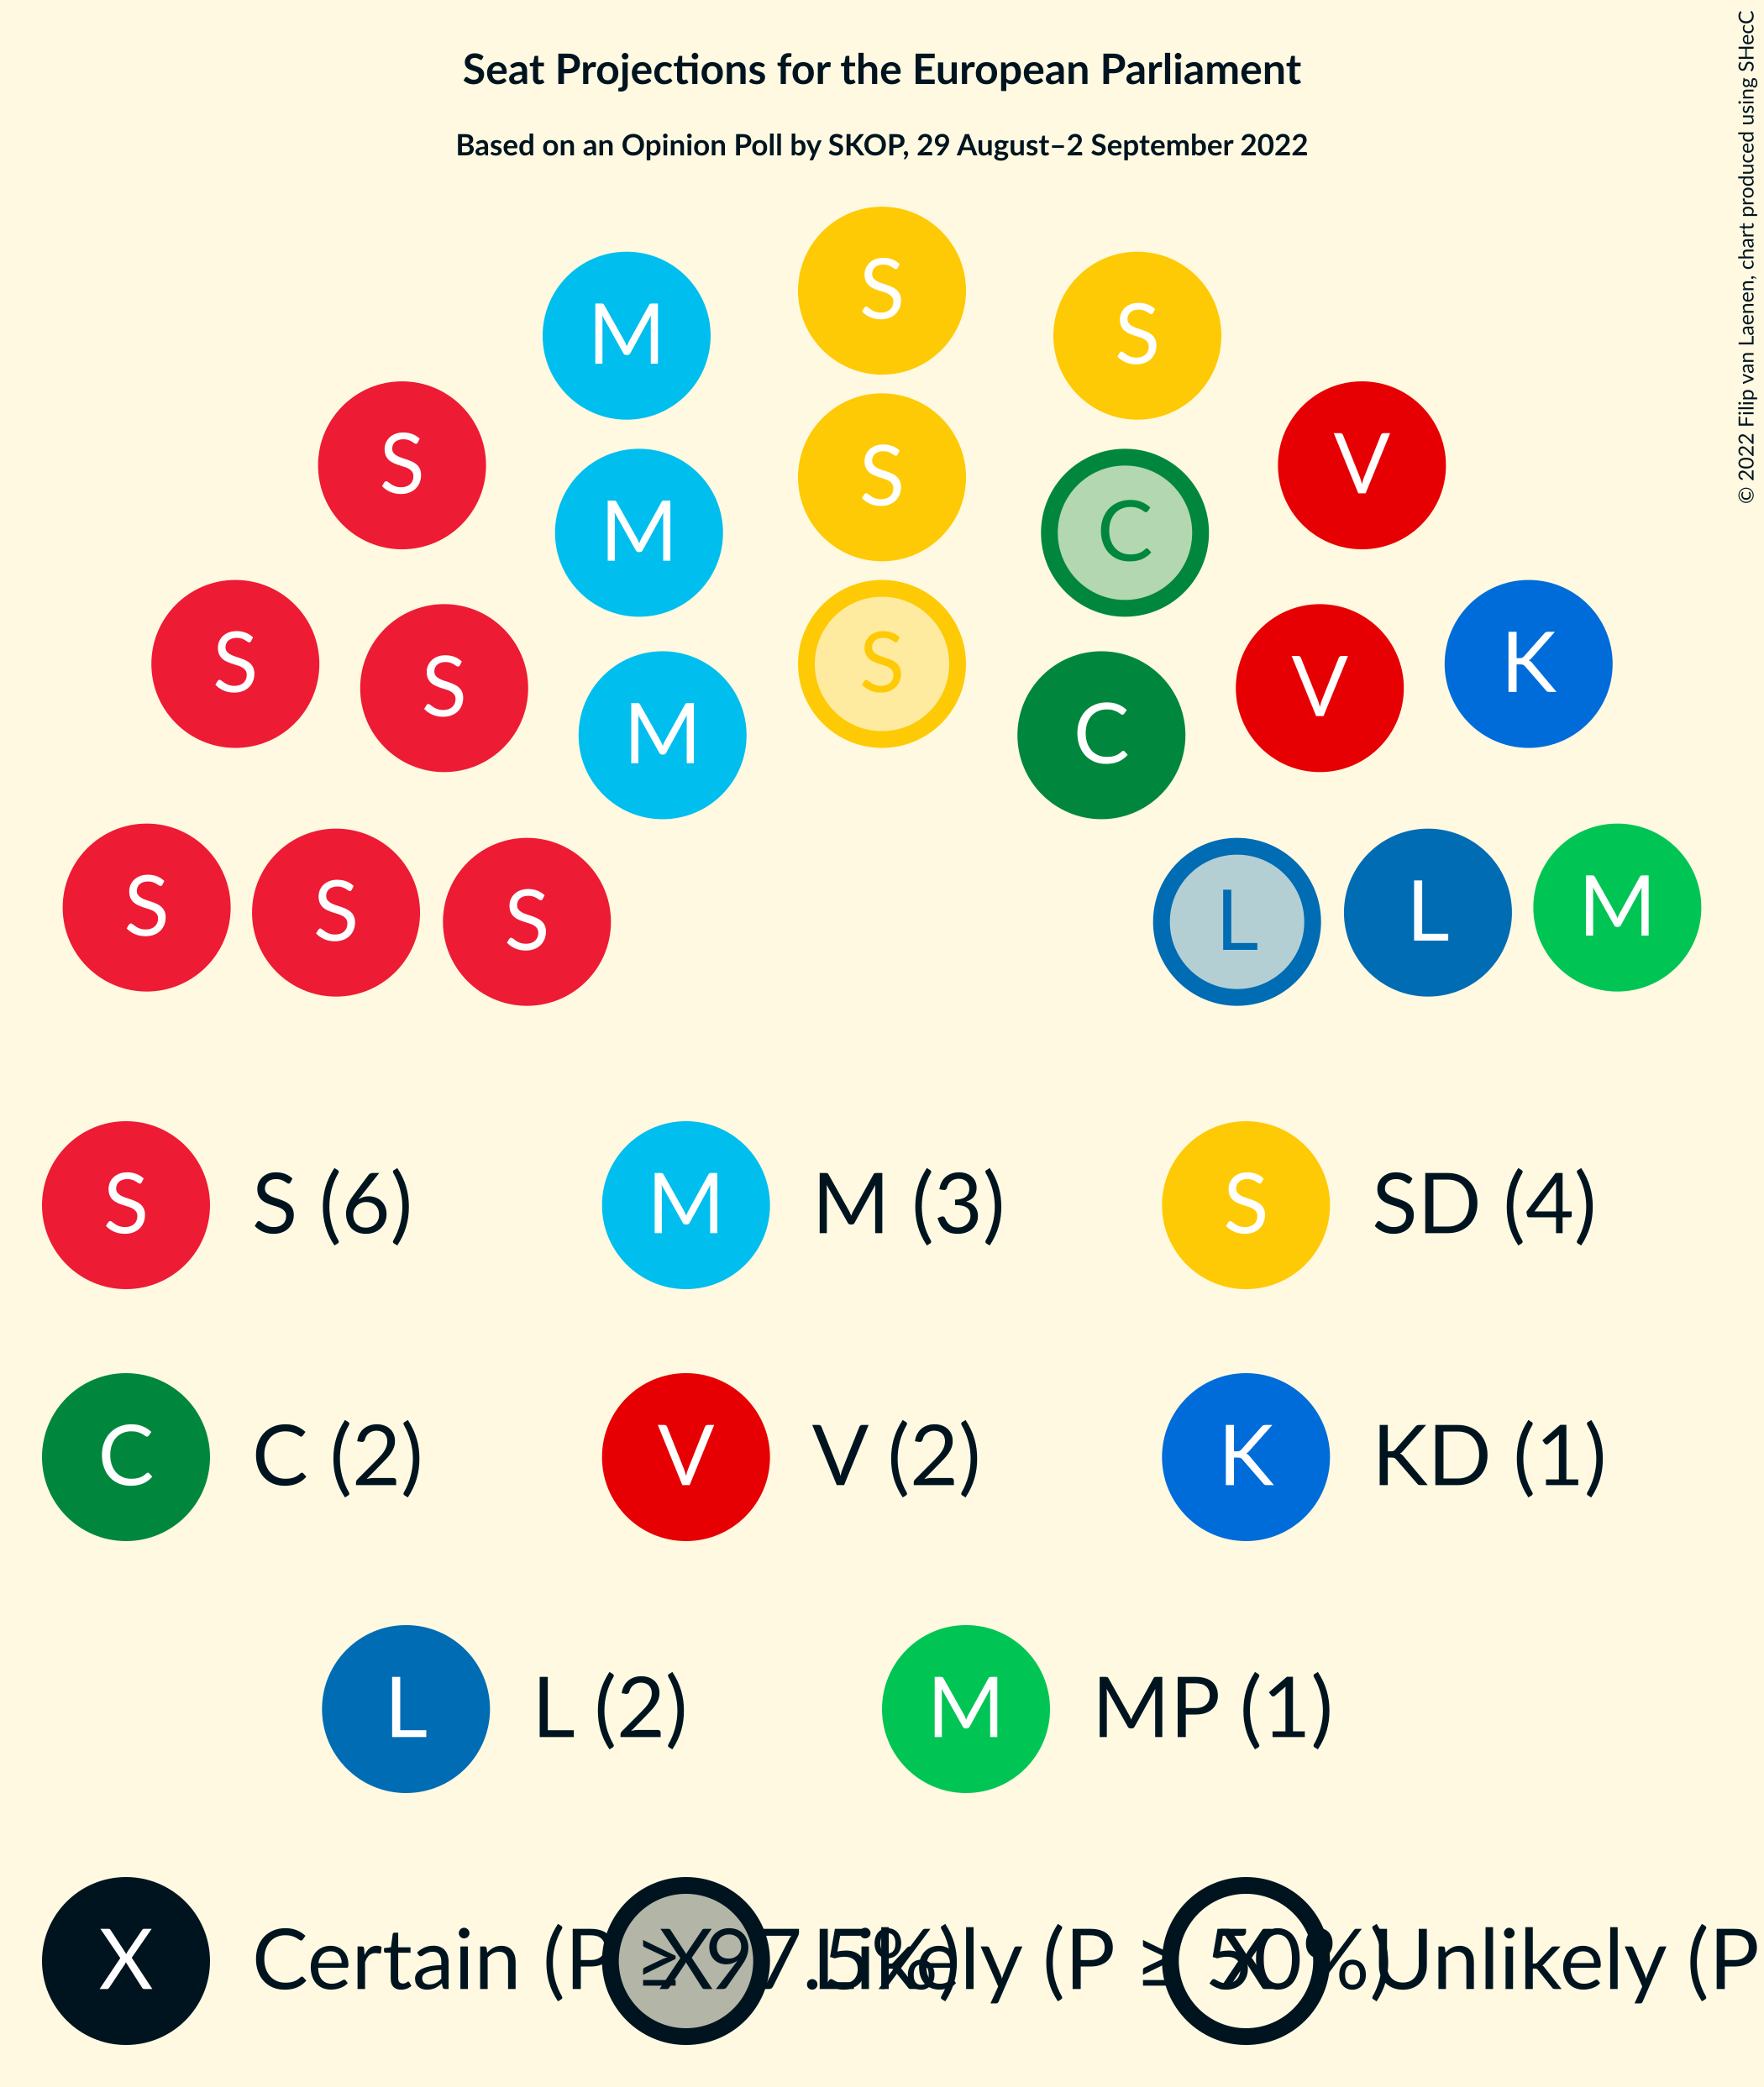 Seat Projections for the European Parliament
Based on an Opinion Poll by SKOP, 29 August–2 September 2022
© 2022 Filip van Laenen, chart produced using SHecC
S
M S
S V
M S C
S S M S C V K
S S S L L M
S S (6) M M (3) S SD (4)
C C (2) V V (2) K KD (1)
L L (2) M MP (1)
X Certain (P ≥ 97.5%) X Likely (P ≥ 50%) X Unlikely (P